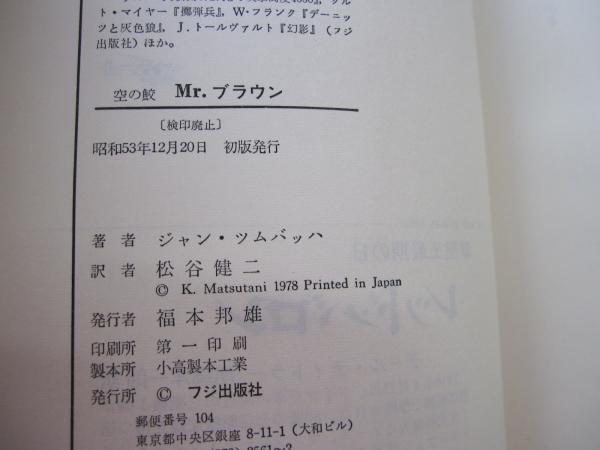 ト・マイヤー『擲弾兵』，W・フランク『デーニッ
ツと灰色狼』，J．トールヴァルト『幻影』（フジ
出版社）ほか。
空の鮫 Mr. ブラウン
〔検印廃止〕
昭和53年12月20日 初版発行
著者 ジャン・ツムバッハ
訳者 松谷健二
© K. Matsutani 1978 Printed in Japan
発行者 福本邦雄
印刷所 第一印刷
製本所 小高製本工業
発行所 © フジ出版社
郵便番号 104
東京都中央区銀座 8-11-1（大和ビル）